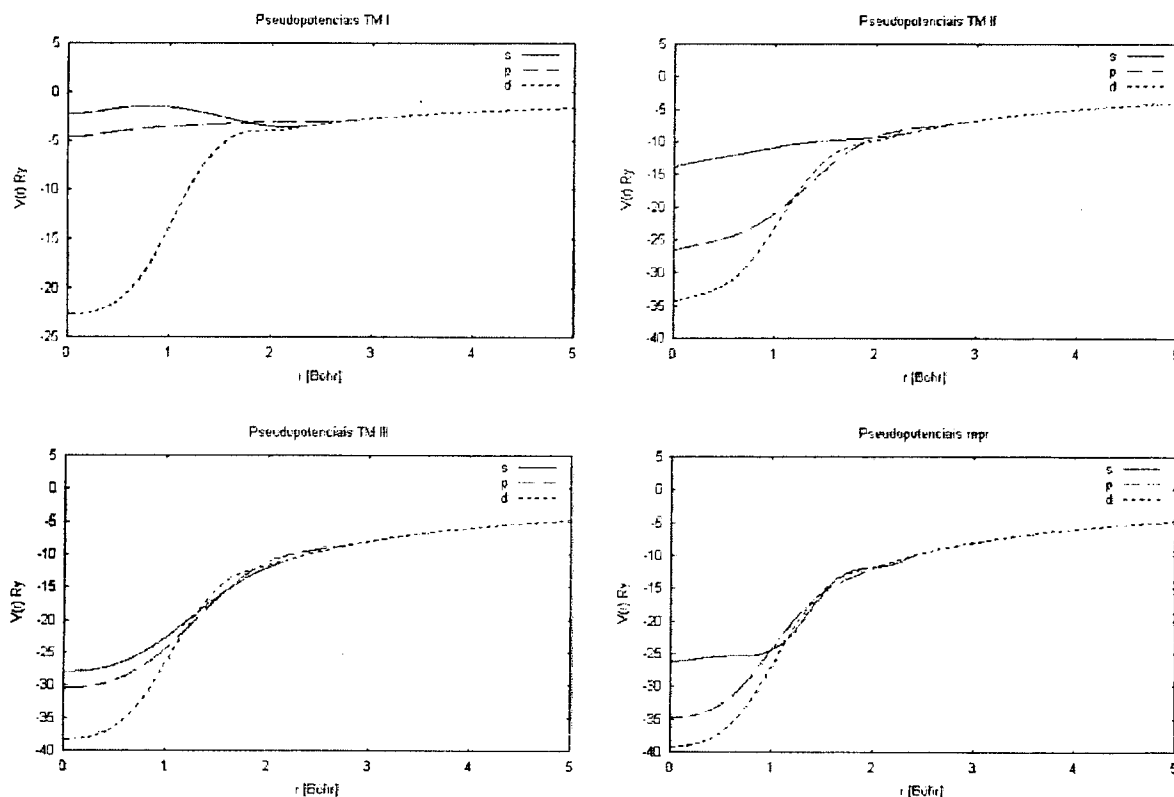 Pseudopotenciais TM I
5
0
-5
-10
-15
-20
-25
V(r) Ry
s
p
d
0 1 2 3 4 5
r [Bohr]
Pseudopotenciais TM II
5
0
-5
-10
-15
-20
-25
-30
-35
-40
V(r) Ry
s
p
d
0 1 2 3 4 5
r [Bohr]
Pseudopotenciais TM III
5
0
-5
-10
-15
-20
-25
-30
-35
-40
V(r) Ry
s
p
d
0 1 2 3 4 5
r [Bohr]
Pseudopotenciais
5
0
-5
-10
-15
-20
-25
-30
-35
-40
V(r) Ry
s
p
d
0 1 2 3 4 5
r [Bohr]